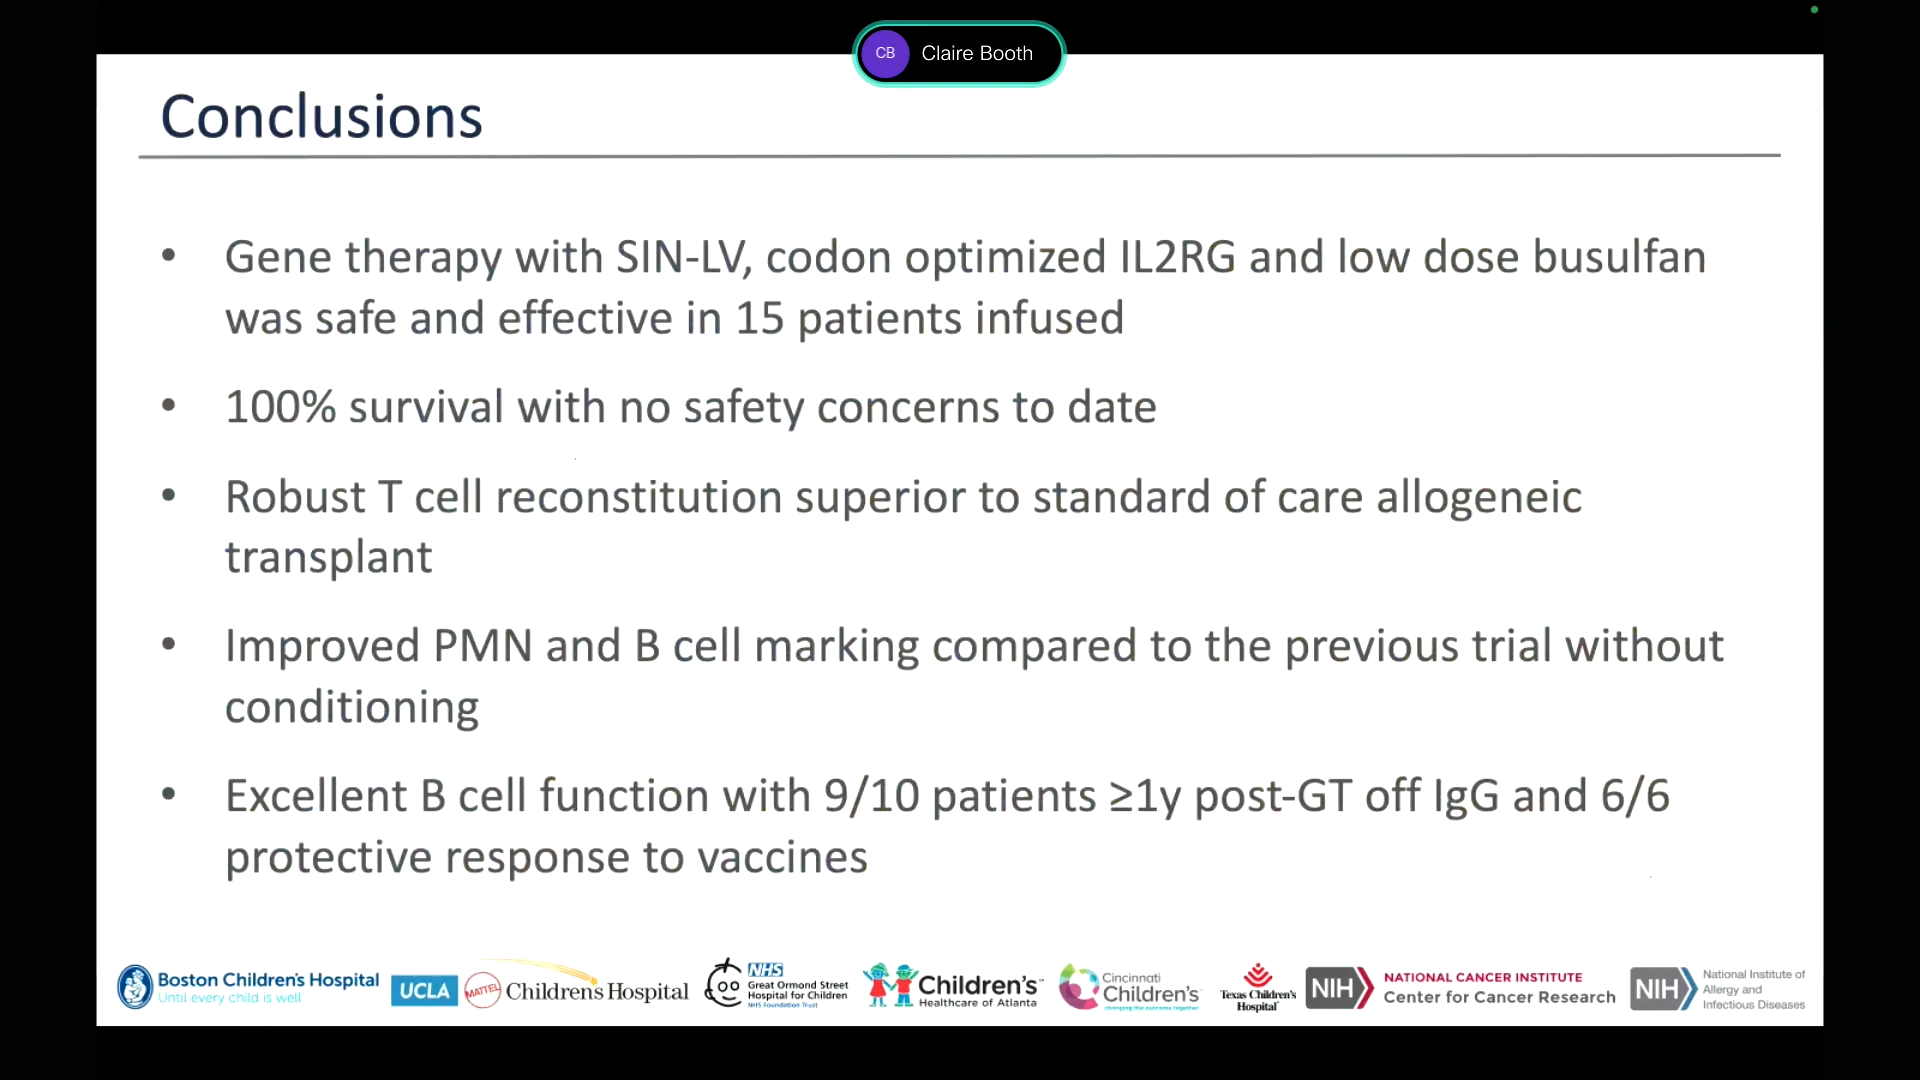 CB Claire Booth
Conclusions
• Gene therapy with SIN-LV, codon optimized IL2RG and low dose busulfan
was safe and effective in 15 patients infused
• 100% survival with no safety concerns to date
• Robust T cell reconstitution superior to standard of care allogeneic
transplant
• Improved PMN and B cell marking compared to the previous trial without
conditioning
• Excellent B cell function with 9/10 patients ≥1y post-GT off IgG and 6/6
protective response to vaccines
Boston Children's Hospital
Until every child is well
UCLA
MATTEL
Children's Hospital
NHS
Great Ormond Street
Hospital for Children
NHS Foundation Trust
Children's™
Healthcare of Atlanta
Cincinnati
Children's
changing the outcome together
Texas Children's
Hospital
NIH
NATIONAL CANCER INSTITUTE
Center for Cancer Research
NIH
National Institute of
Allergy and
Infectious Diseases